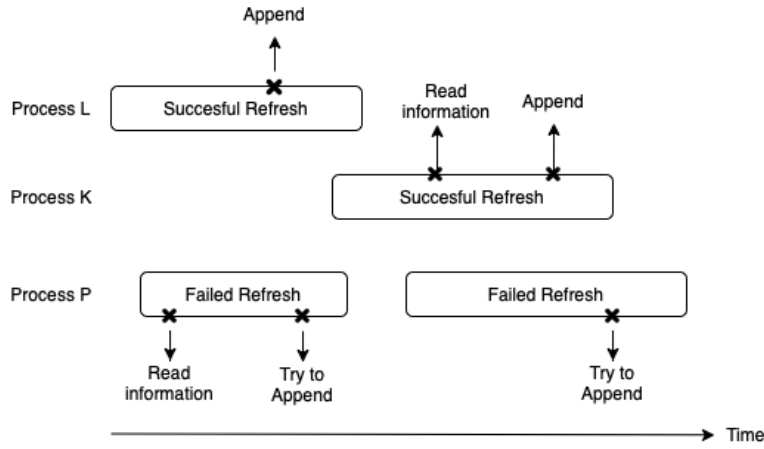 Append
Process L
Succesful Refresh
Read
information
Append
Process K
Succesful Refresh
Process P
Failed Refresh
Failed Refresh
Read
information
Try to
Append
Try to
Append
Time